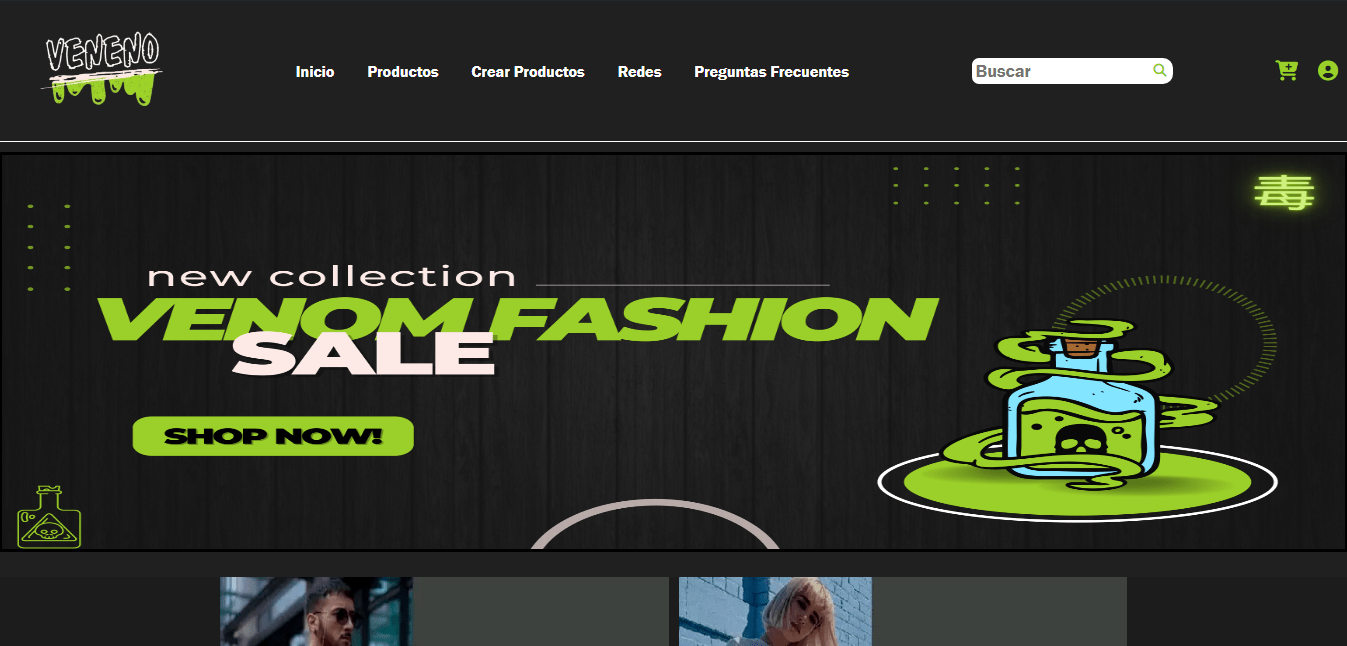 VENENO
Inicio
Productos
Crear Productos
Redes
Preguntas Frecuentes
Buscar
毒
new collection
VENOM FASHION
SALE
SHOP NOW!